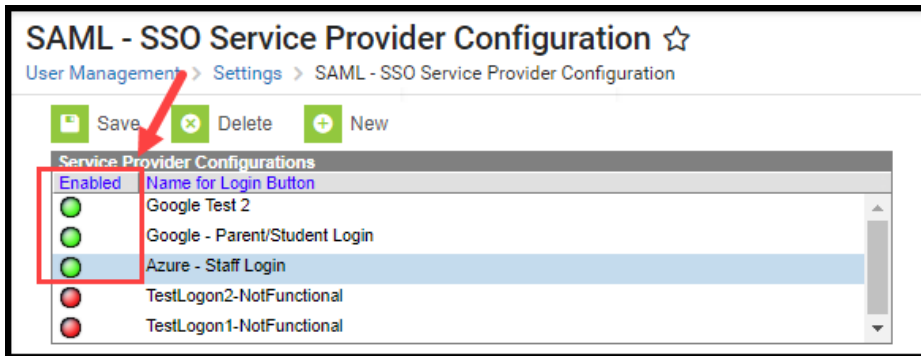 SAML - SSO Service Provider Configuration
User Management > Settings > SAML - SSO Service Provider Configuration
Save Delete New
Service Provider Configurations
Enabled Name for Login Button
Google Test 2
Google - Parent/Student Login
Azure - Staff Login
TestLogon2-NotFunctional
TestLogon1-NotFunctional